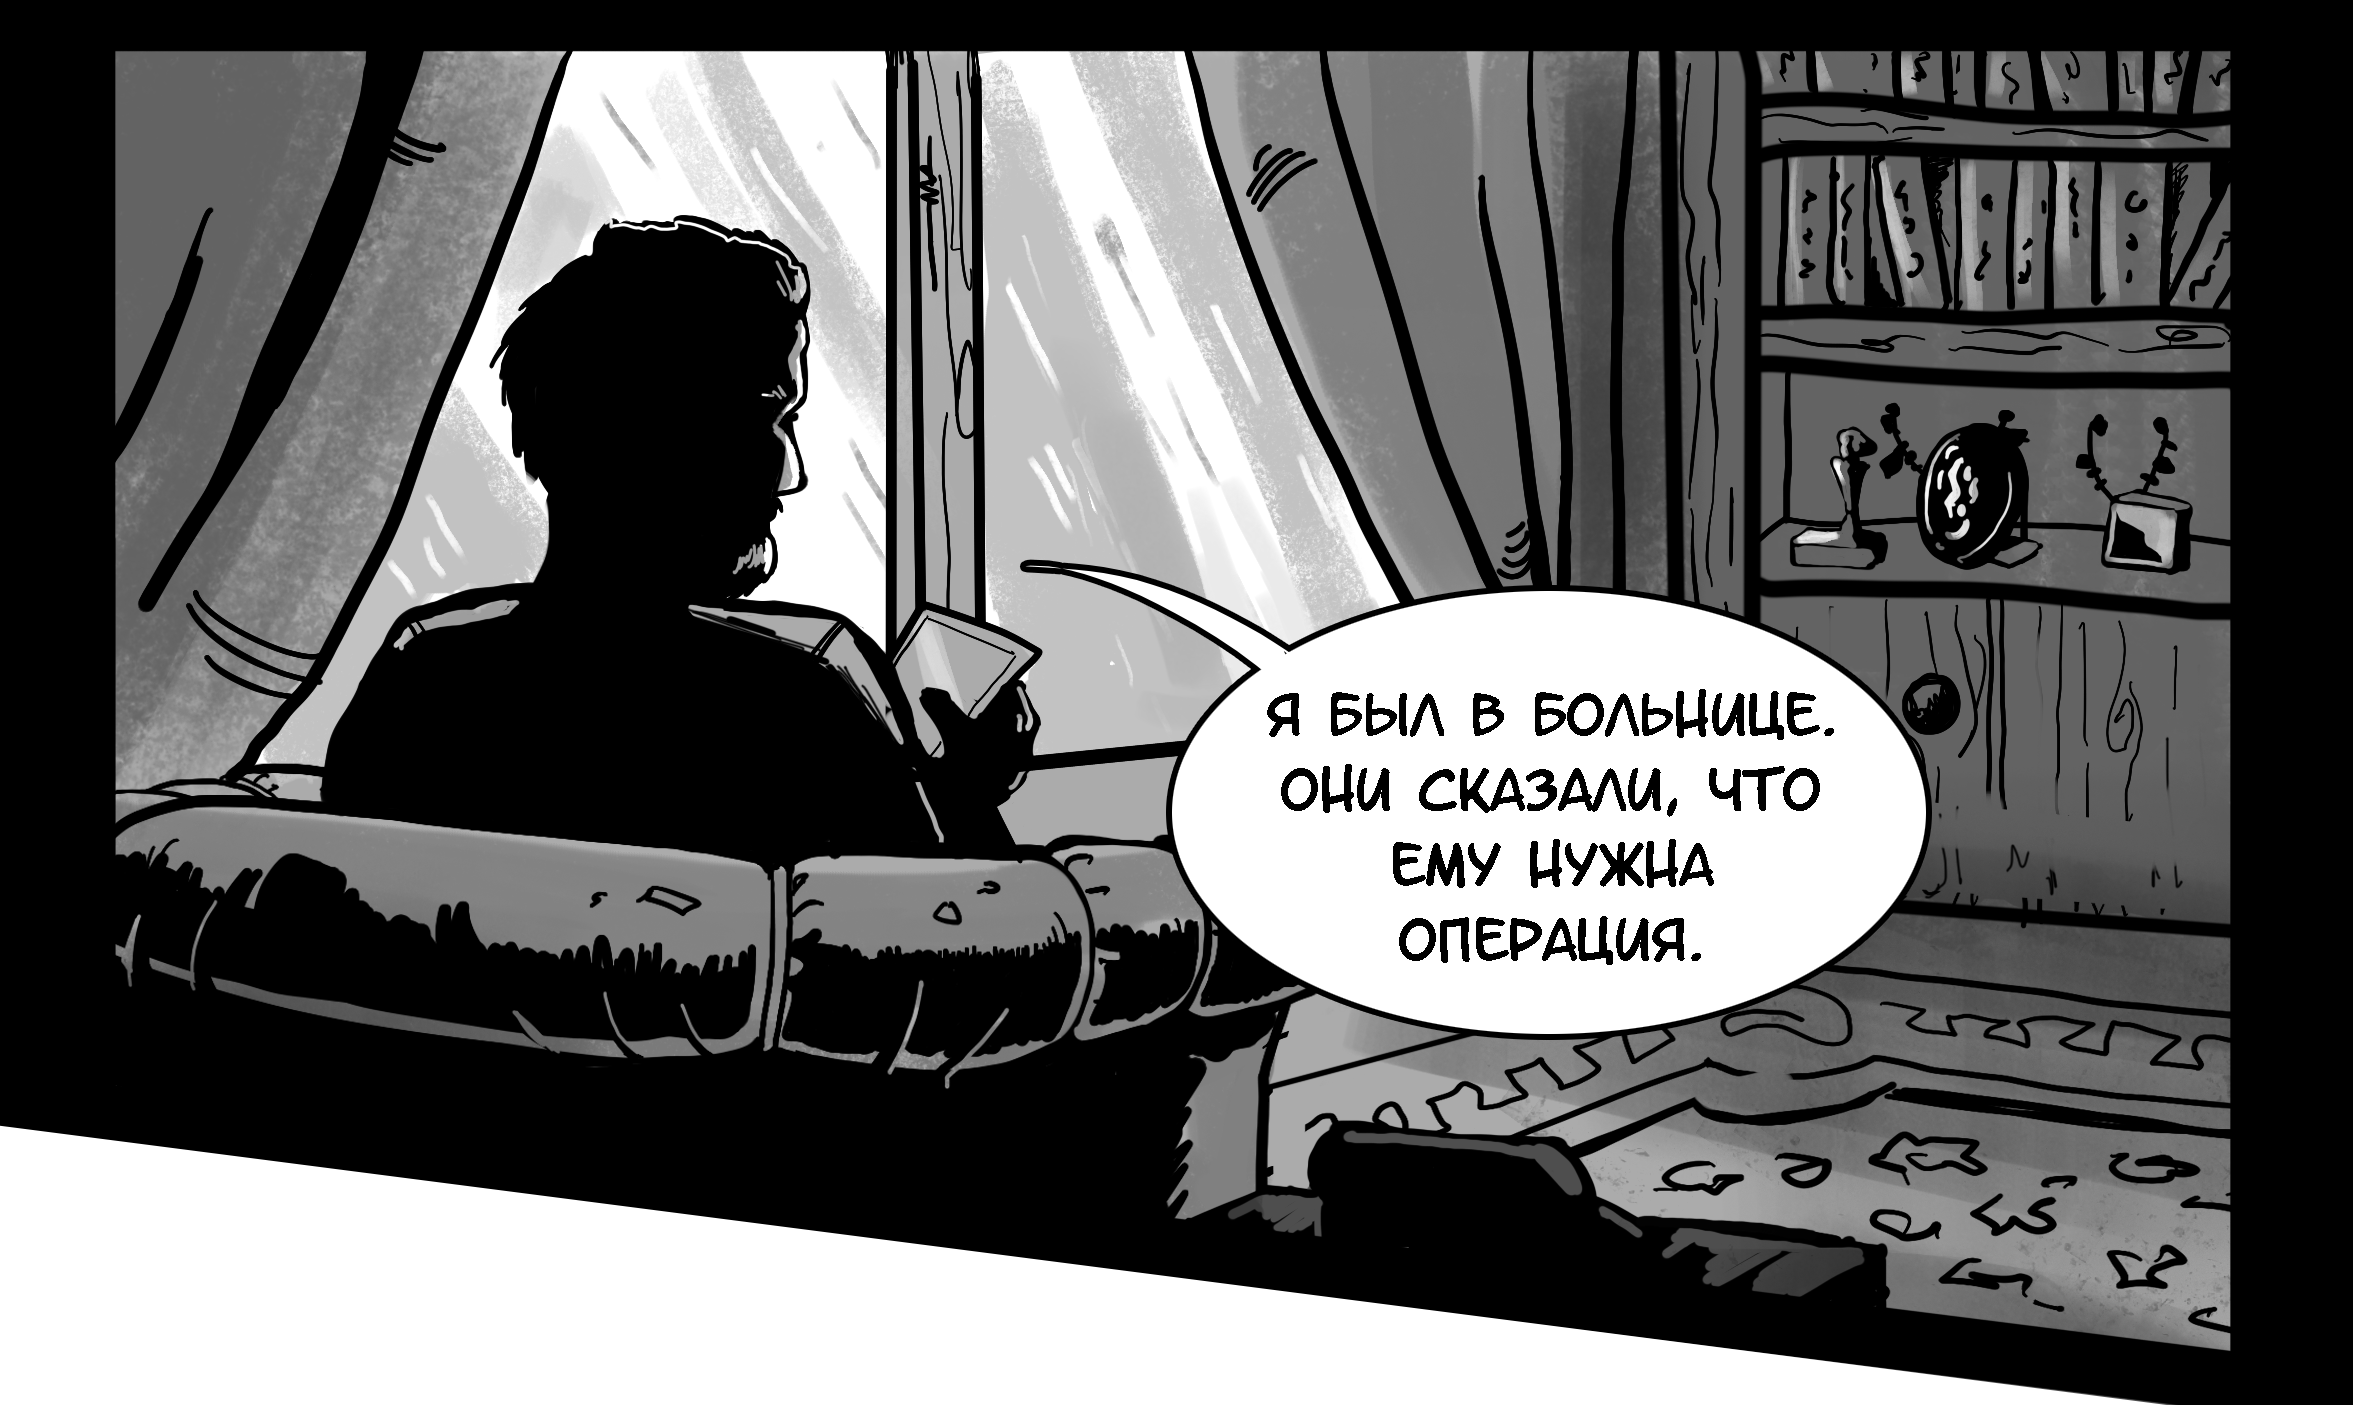 Я БЫЛ В БОЛЬНИЦЕ.
ОНИ СКАЗАЛИ, ЧТО
ЕМУ НУЖНА
ОПЕРАЦИЯ.